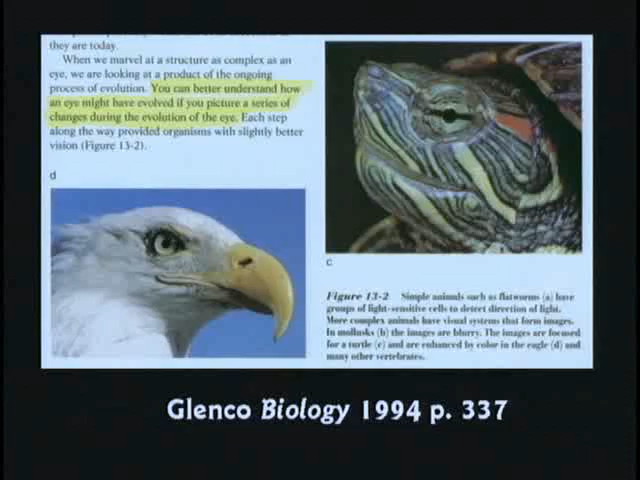 they are today.
When we marvel at a structure as complex as an
eye, we are looking at a product of the ongoing
process of evolution. You can better understand how
an eye might have evolved if you picture a series of
changes during the evolution of the eye. Each step
along the way provided organisms with slightly better
vision (Figure 13-2).
d
c
Figure 13-2 Simple animals such as flatworms (a) have
groups of light-sensitive cells to detect direction of light.
More complex animals have visual systems that form images.
In mollusks (b) the images are blurry. The images are focused
for a turtle (c) and are enhanced by color in the eagle (d) and
many other vertebrates.
Glenco Biology 1994 p. 337